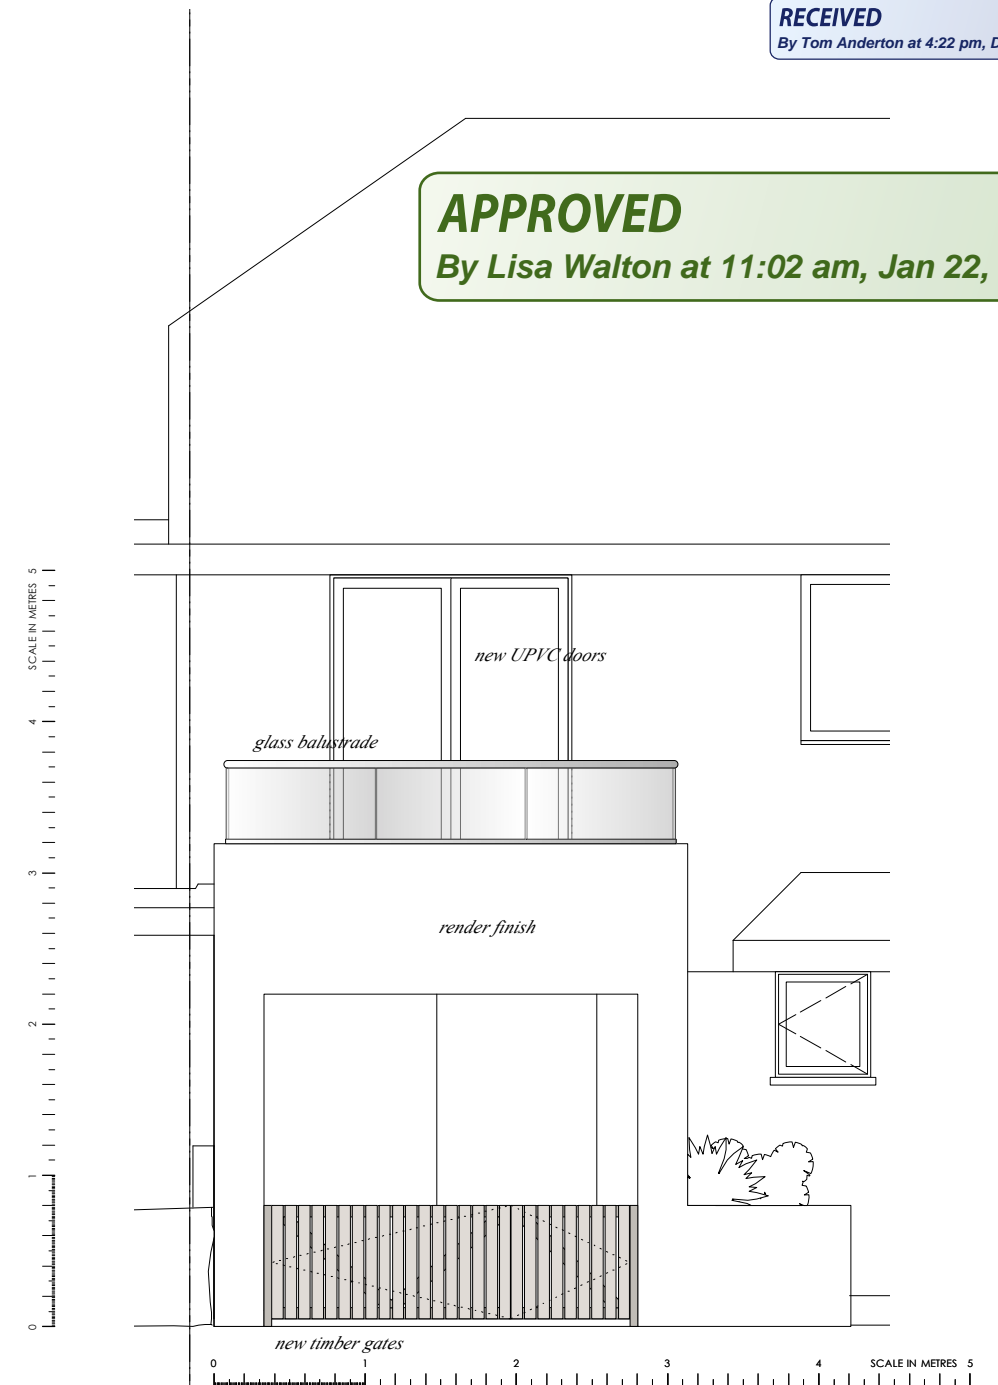 RECEIVED
By Tom Anderton at 4:22 pm, D
APPROVED
By Lisa Walton at 11:02 am, Jan 22,
new UPVC doors
glass balustrade
render finish
new timber gates
SCALE IN METRES 5
4
3
2
1
0
0 1 2 3 4 SCALE IN METRES 5